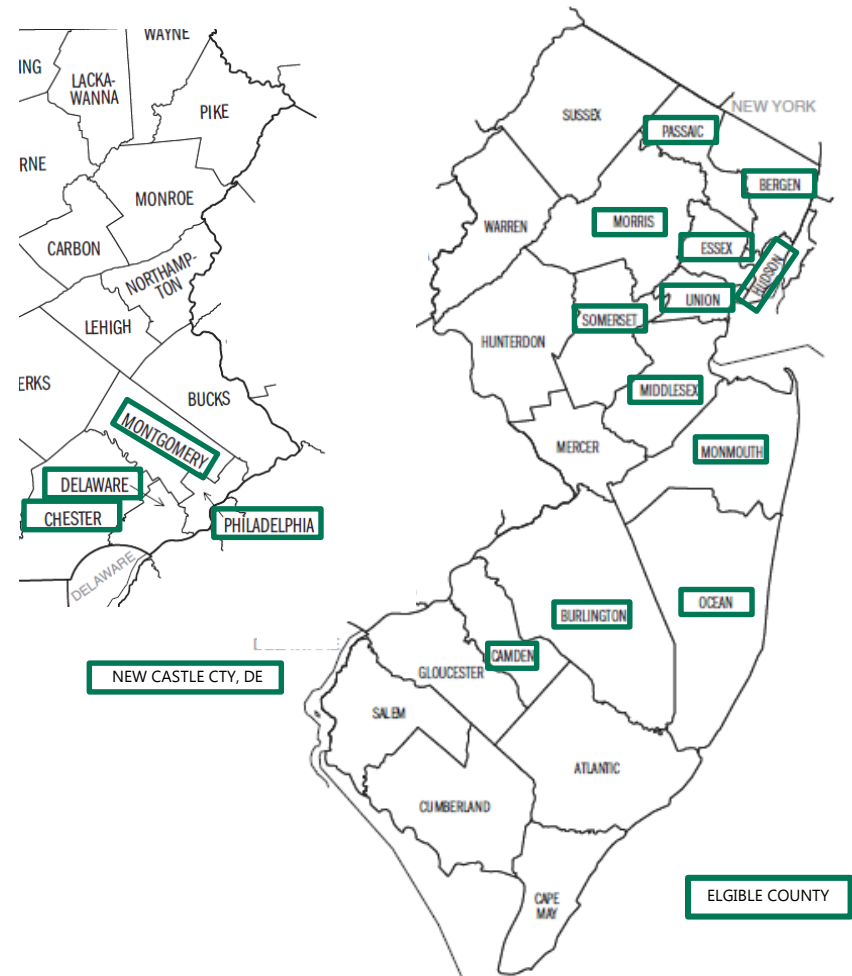 WAYNE
ING
LACKA-
WANNA
PIKE
RNE
MONROE
CARBON
NORTHAMP-
TON
LEHIGH
ERKS
BUCKS
MONTGOMERY
DELAWARE
CHESTER
PHILADELPHIA
DELAWARE
NEW CASTLE CTY, DE
NEW YORK
SUSSEX
PASSAIC
BERGEN
WARREN
MORRIS
ESSEX
HUDSON
UNION
SOMERSET
HUNTERDON
MIDDLESEX
MERCER
MONMOUTH
OCEAN
BURLINGTON
CAMDEN
GLOUCESTER
SALEM
ATLANTIC
CUMBERLAND
CAPE
MAY
ELGIBLE COUNTY